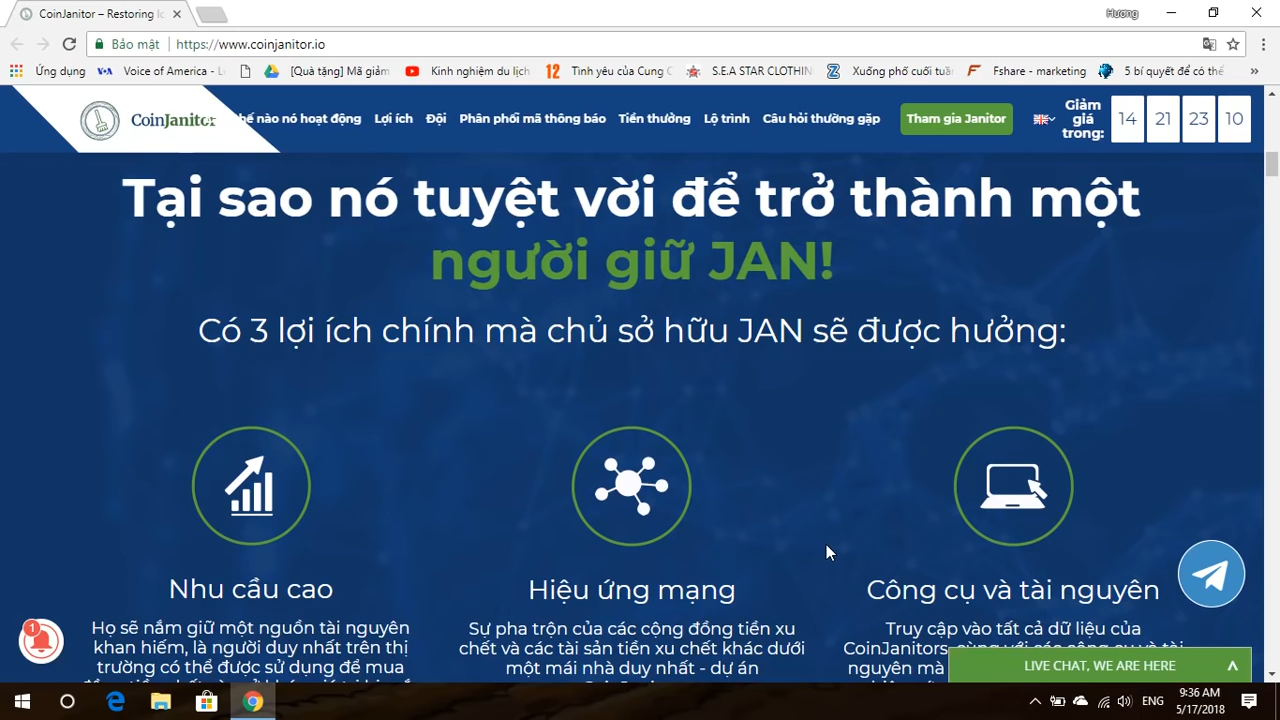 CoinJanitor – Restoring
Hương
Bảo mật
https://www.coinjanitor.io
Ứng dụng
Voice of America -
[Quà tặng] Mã giảm
Kinh nghiệm du lịch
12
Tình yêu của Cung
S.E.A STAR CLOTHIN
Xuống phố cuối tuần
Fshare - marketing
5 bí quyết để có thể
»
CoinJanitor
hế nào nó hoạt động
Lợi ích
Đội
Phân phối mã thông báo
Tiền thưởng
Lộ trình
Câu hỏi thường gặp
Tham gia Janitor
Giảm
giá
trong:
14 21 23 10
Tại sao nó tuyệt vời để trở thành một
người giữ JAN!
Có 3 lợi ích chính mà chủ sở hữu JAN sẽ được hưởng:
Nhu cầu cao
Họ sẽ nắm giữ một nguồn tài nguyên
khan hiếm, là người duy nhất trên thị
trường có thể được sử dụng để mua
Hiệu ứng mạng
Sự pha trộn của các cộng đồng tiền xu
chết và các tài sản tiền xu chết khác dưới
một mái nhà duy nhất - dự án
Công cụ và tài nguyên
Truy cập vào tất cả dữ liệu của
CoinJanitors, cùng với các công cụ và tài
nguyên mà
1
LIVE CHAT, WE ARE HERE
ENG
9:36 AM
5/17/2018